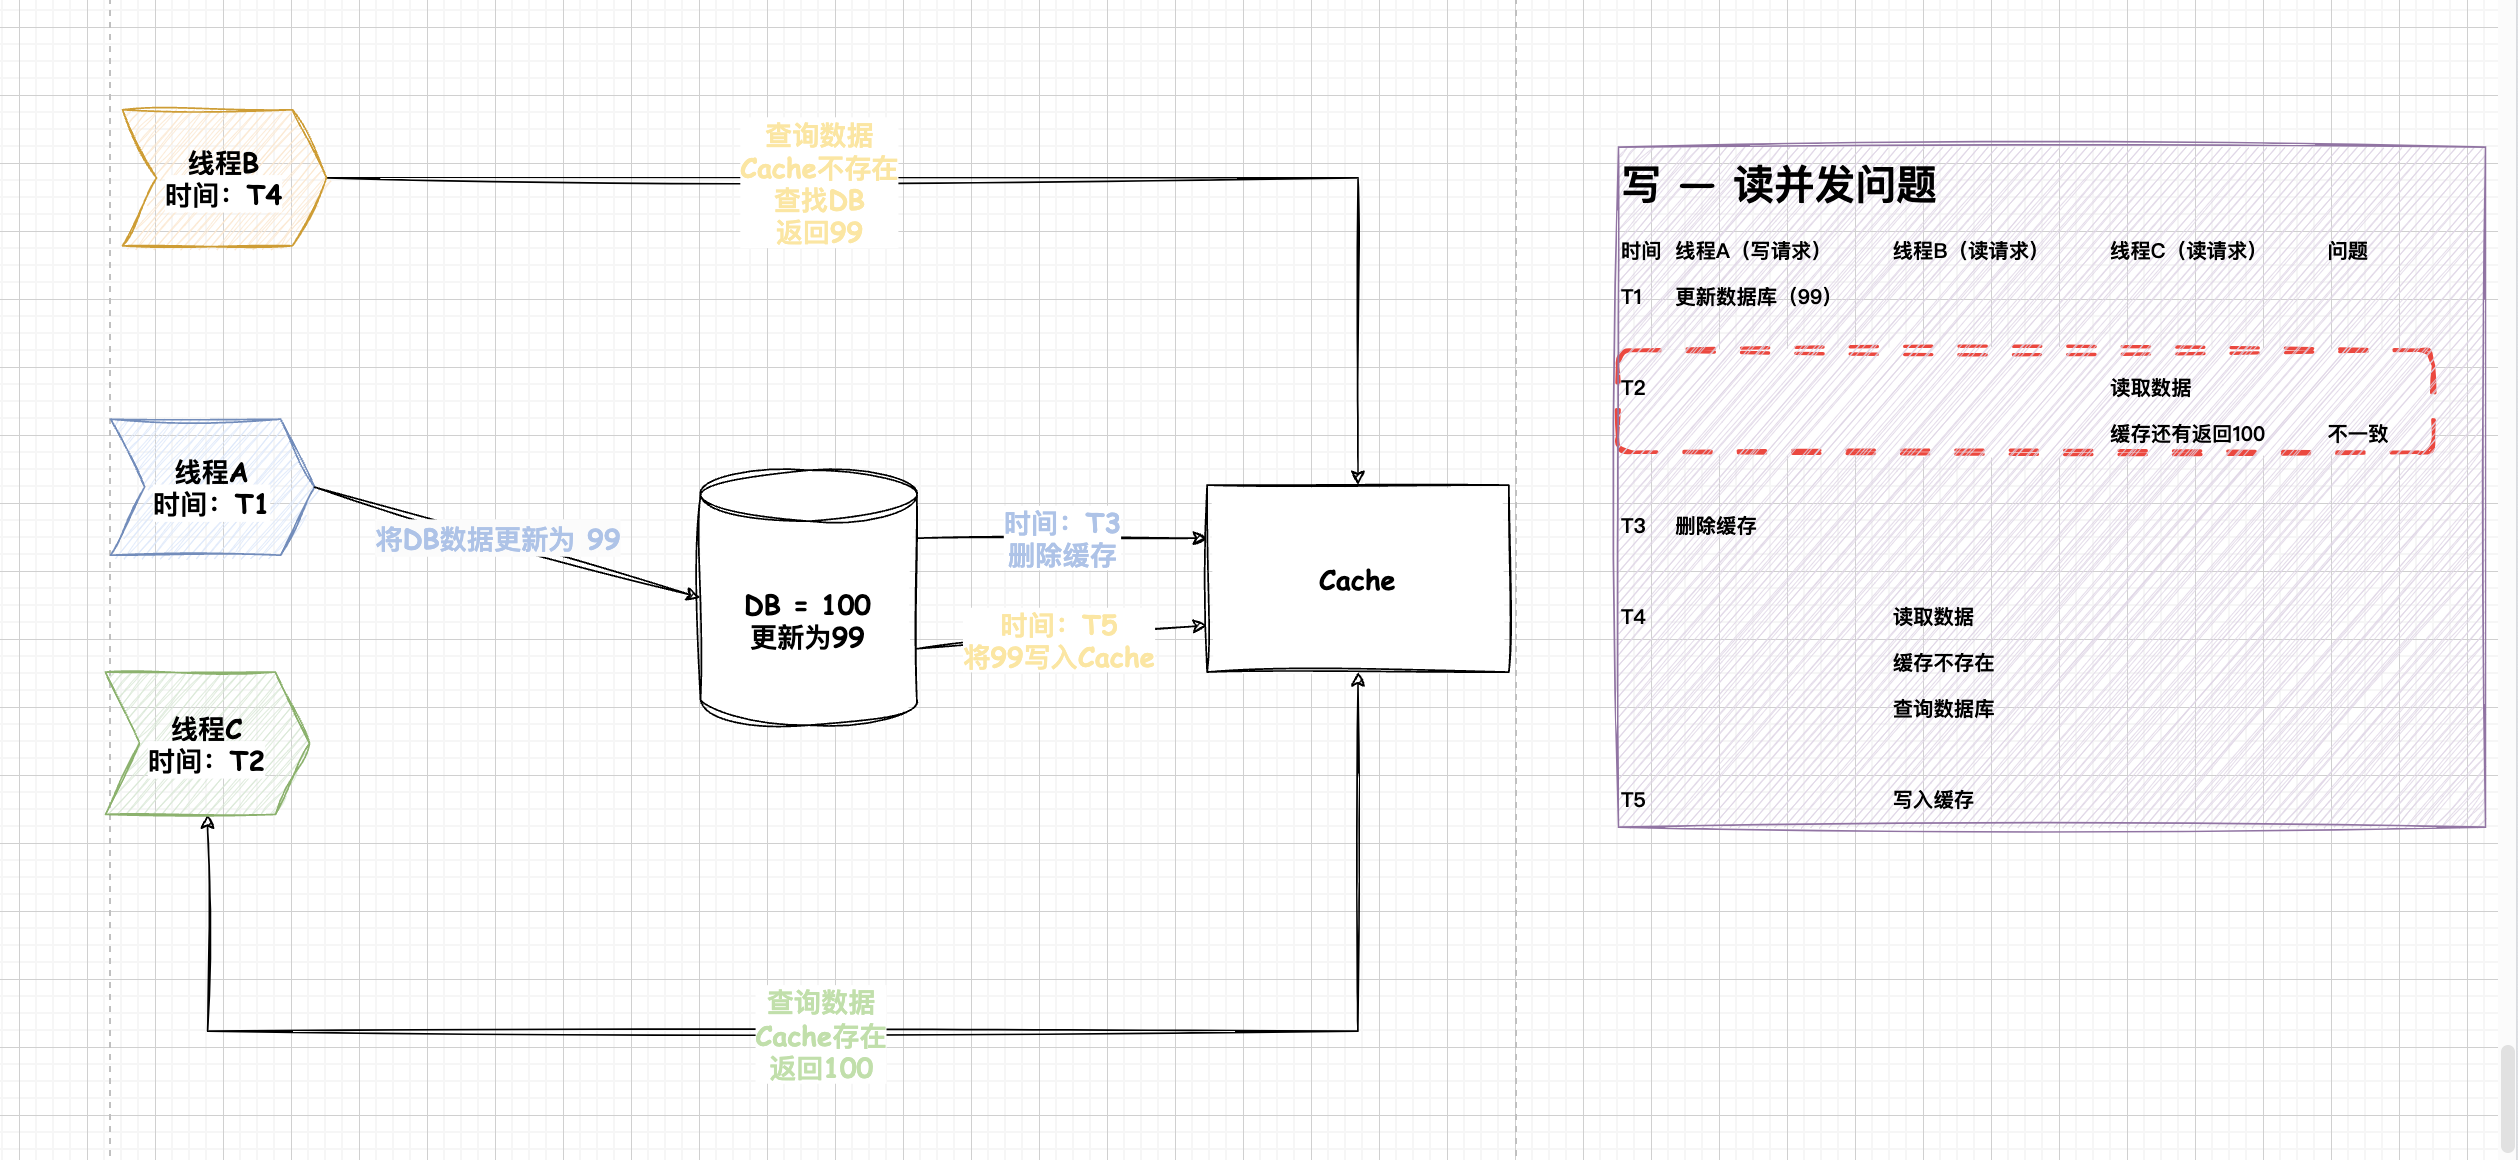 线程B
时间：T4
查询数据
Cache不存在
查找DB
返回99
线程A
时间：T1
将DB数据更新为 99
DB = 100
更新为99
时间：T3
删除缓存
时间：T5
将99写入Cache
Cache
线程C
时间：T2
查询数据
Cache存在
返回100
写 — 读并发问题
时间 线程A（写请求） 线程B（读请求） 线程C（读请求） 问题
T1 更新数据库（99）
T2 读取数据
缓存还有返回100 不一致
T3 删除缓存
T4 读取数据
缓存不存在
查询数据库
T5 写入缓存